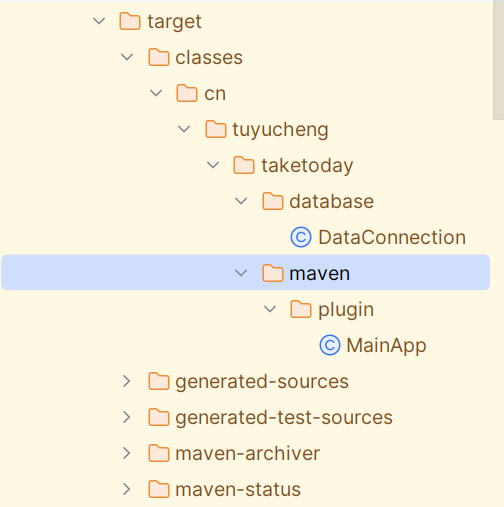 target
classes
cn
tuyucheng
taketoday
database
DataConnection
maven
plugin
MainApp
generated-sources
generated-test-sources
maven-archiver
maven-status